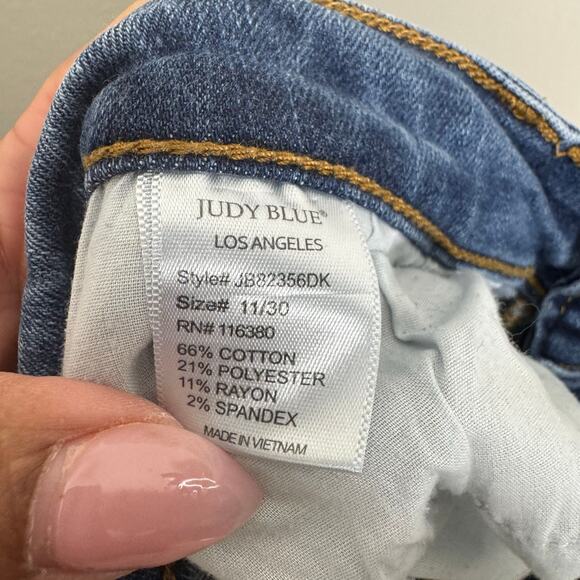 JUDY BLUE®
LOS ANGELES
Style# JB82356DK
Size# 11/30
RN# 116380
66% COTTON
21% POLYESTER
11% RAYON
2% SPANDEX
MADE IN VIETNAM